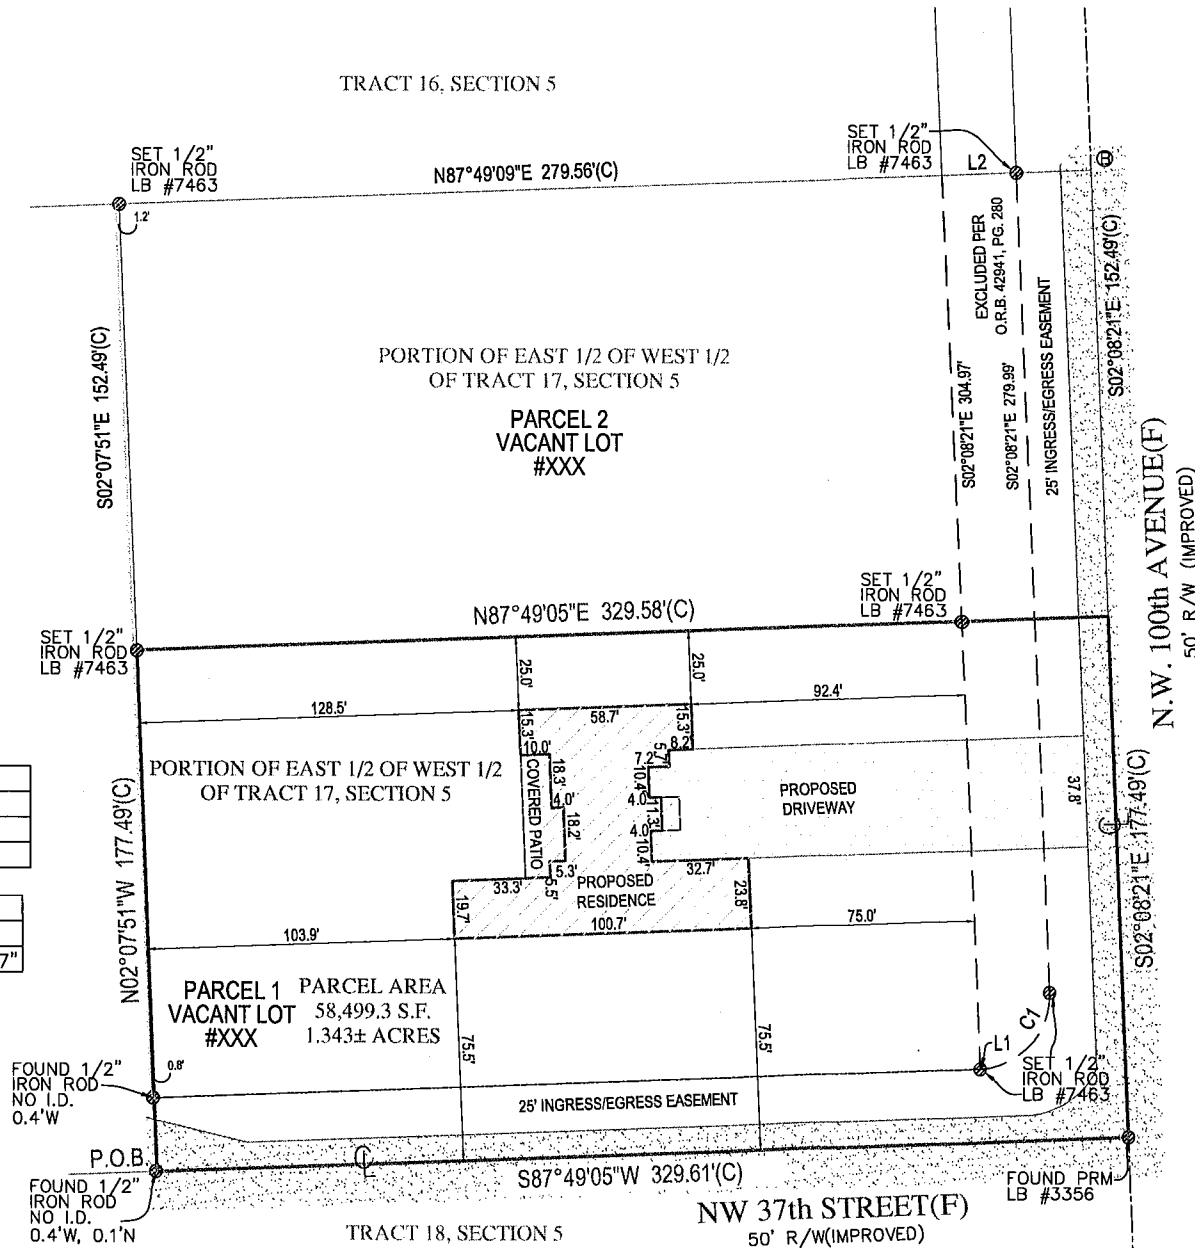 TRACT 16, SECTION 5
SET 1/2"
IRON ROD
LB #7463
N87°49'09"E 279.56'(C)
SET 1/2"
IRON ROD
LB #7463
L2
B
1.2'
EXCLUDED PER
O.R.B. 42941, PG. 280
S02°07'51"E 152.49'(C)
S02°08'21"E 152.49'(C)
PORTION OF EAST 1/2 OF WEST 1/2
OF TRACT 17, SECTION 5
PARCEL 2
VACANT LOT
#XXX
S02°08'21"E 304.97'
S02°08'21"E 279.99'
25' INGRESS/EGRESS EASEMENT
N.W. 100th AVENUE(F)
50' R/W (IMPROVED)
SET 1/2"
IRON ROD
LB #7463
N87°49'05"E 329.58'(C)
SET 1/2"
IRON ROD
LB #7463
25.0'
25.0'
128.5'
92.4'
58.7'
15.3'
15.3'
10.0'
8.2'
5.7'
7.2'
PORTION OF EAST 1/2 OF WEST 1/2
OF TRACT 17, SECTION 5
COVERED PATIO
18.3'
10.4'
4.0'
4.0'
11.3'
18.2'
4.0'
10.4'
PROPOSED
DRIVEWAY
37.8'
N02°07'51"W 177.49'(C)
S02°08'21"E 177.49'(C)
5.3'
5.5'
33.3'
32.7'
PROPOSED
RESIDENCE
19.7'
23.8'
100.7'
103.9'
75.0'
7"
PARCEL 1
VACANT LOT
#XXX
PARCEL AREA
58,499.3 S.F.
1.343± ACRES
75.5'
75.5'
C1
L1
SET 1/2"
IRON ROD
LB #7463
FOUND 1/2"
IRON ROD
NO I.D.
0.4'W
0.8'
25' INGRESS/EGRESS EASEMENT
P.O.B.
FOUND 1/2"
IRON ROD
NO I.D.
0.4'W, 0.1'N
S87°49'05"W 329.61'(C)
FOUND PRM
LB #3356
NW 37th STREET(F)
50' R/W(IMPROVED)
TRACT 18, SECTION 5